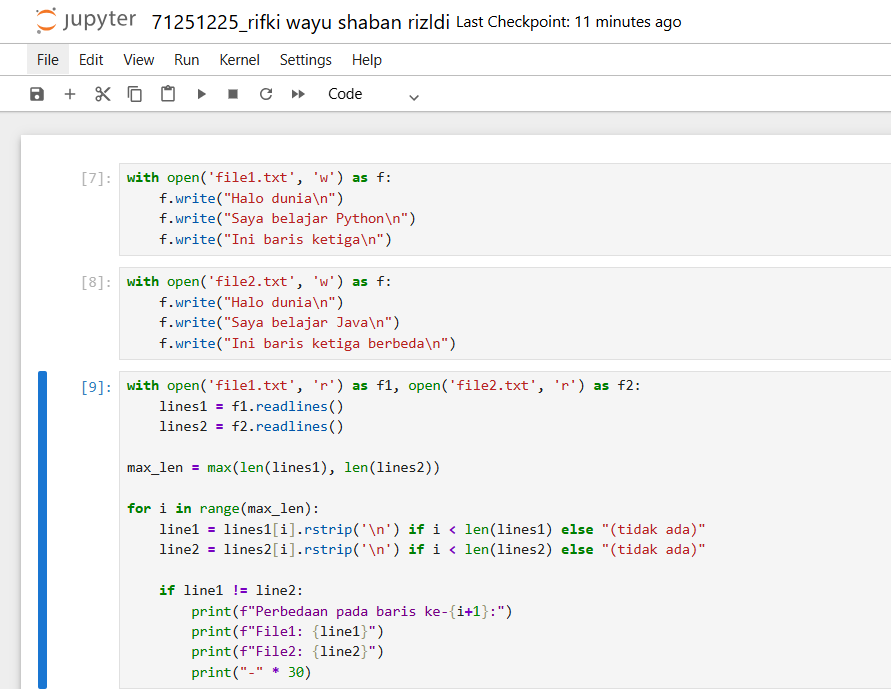 jupyter 71251225_rifki wayu shaban rizldi Last Checkpoint: 11 minutes ago
File Edit View Run Kernel Settings Help
Code
[7]: with open('file1.txt', 'w') as f:
    f.write("Halo dunia\n")
    f.write("Saya belajar Python\n")
    f.write("Ini baris ketiga\n")
[8]: with open('file2.txt', 'w') as f:
    f.write("Halo dunia\n")
    f.write("Saya belajar Java\n")
    f.write("Ini baris ketiga berbeda\n")
[9]: with open('file1.txt', 'r') as f1, open('file2.txt', 'r') as f2:
    lines1 = f1.readlines()
    lines2 = f2.readlines()
max_len = max(len(lines1), len(lines2))
for i in range(max_len):
    line1 = lines1[i].rstrip('\n') if i < len(lines1) else "(tidak ada)"
    line2 = lines2[i].rstrip('\n') if i < len(lines2) else "(tidak ada)"
    if line1 != line2:
        print(f"Perbedaan pada baris ke-{i+1}:")
        print(f"File1: {line1}")
        print(f"File2: {line2}")
        print("-" * 30)